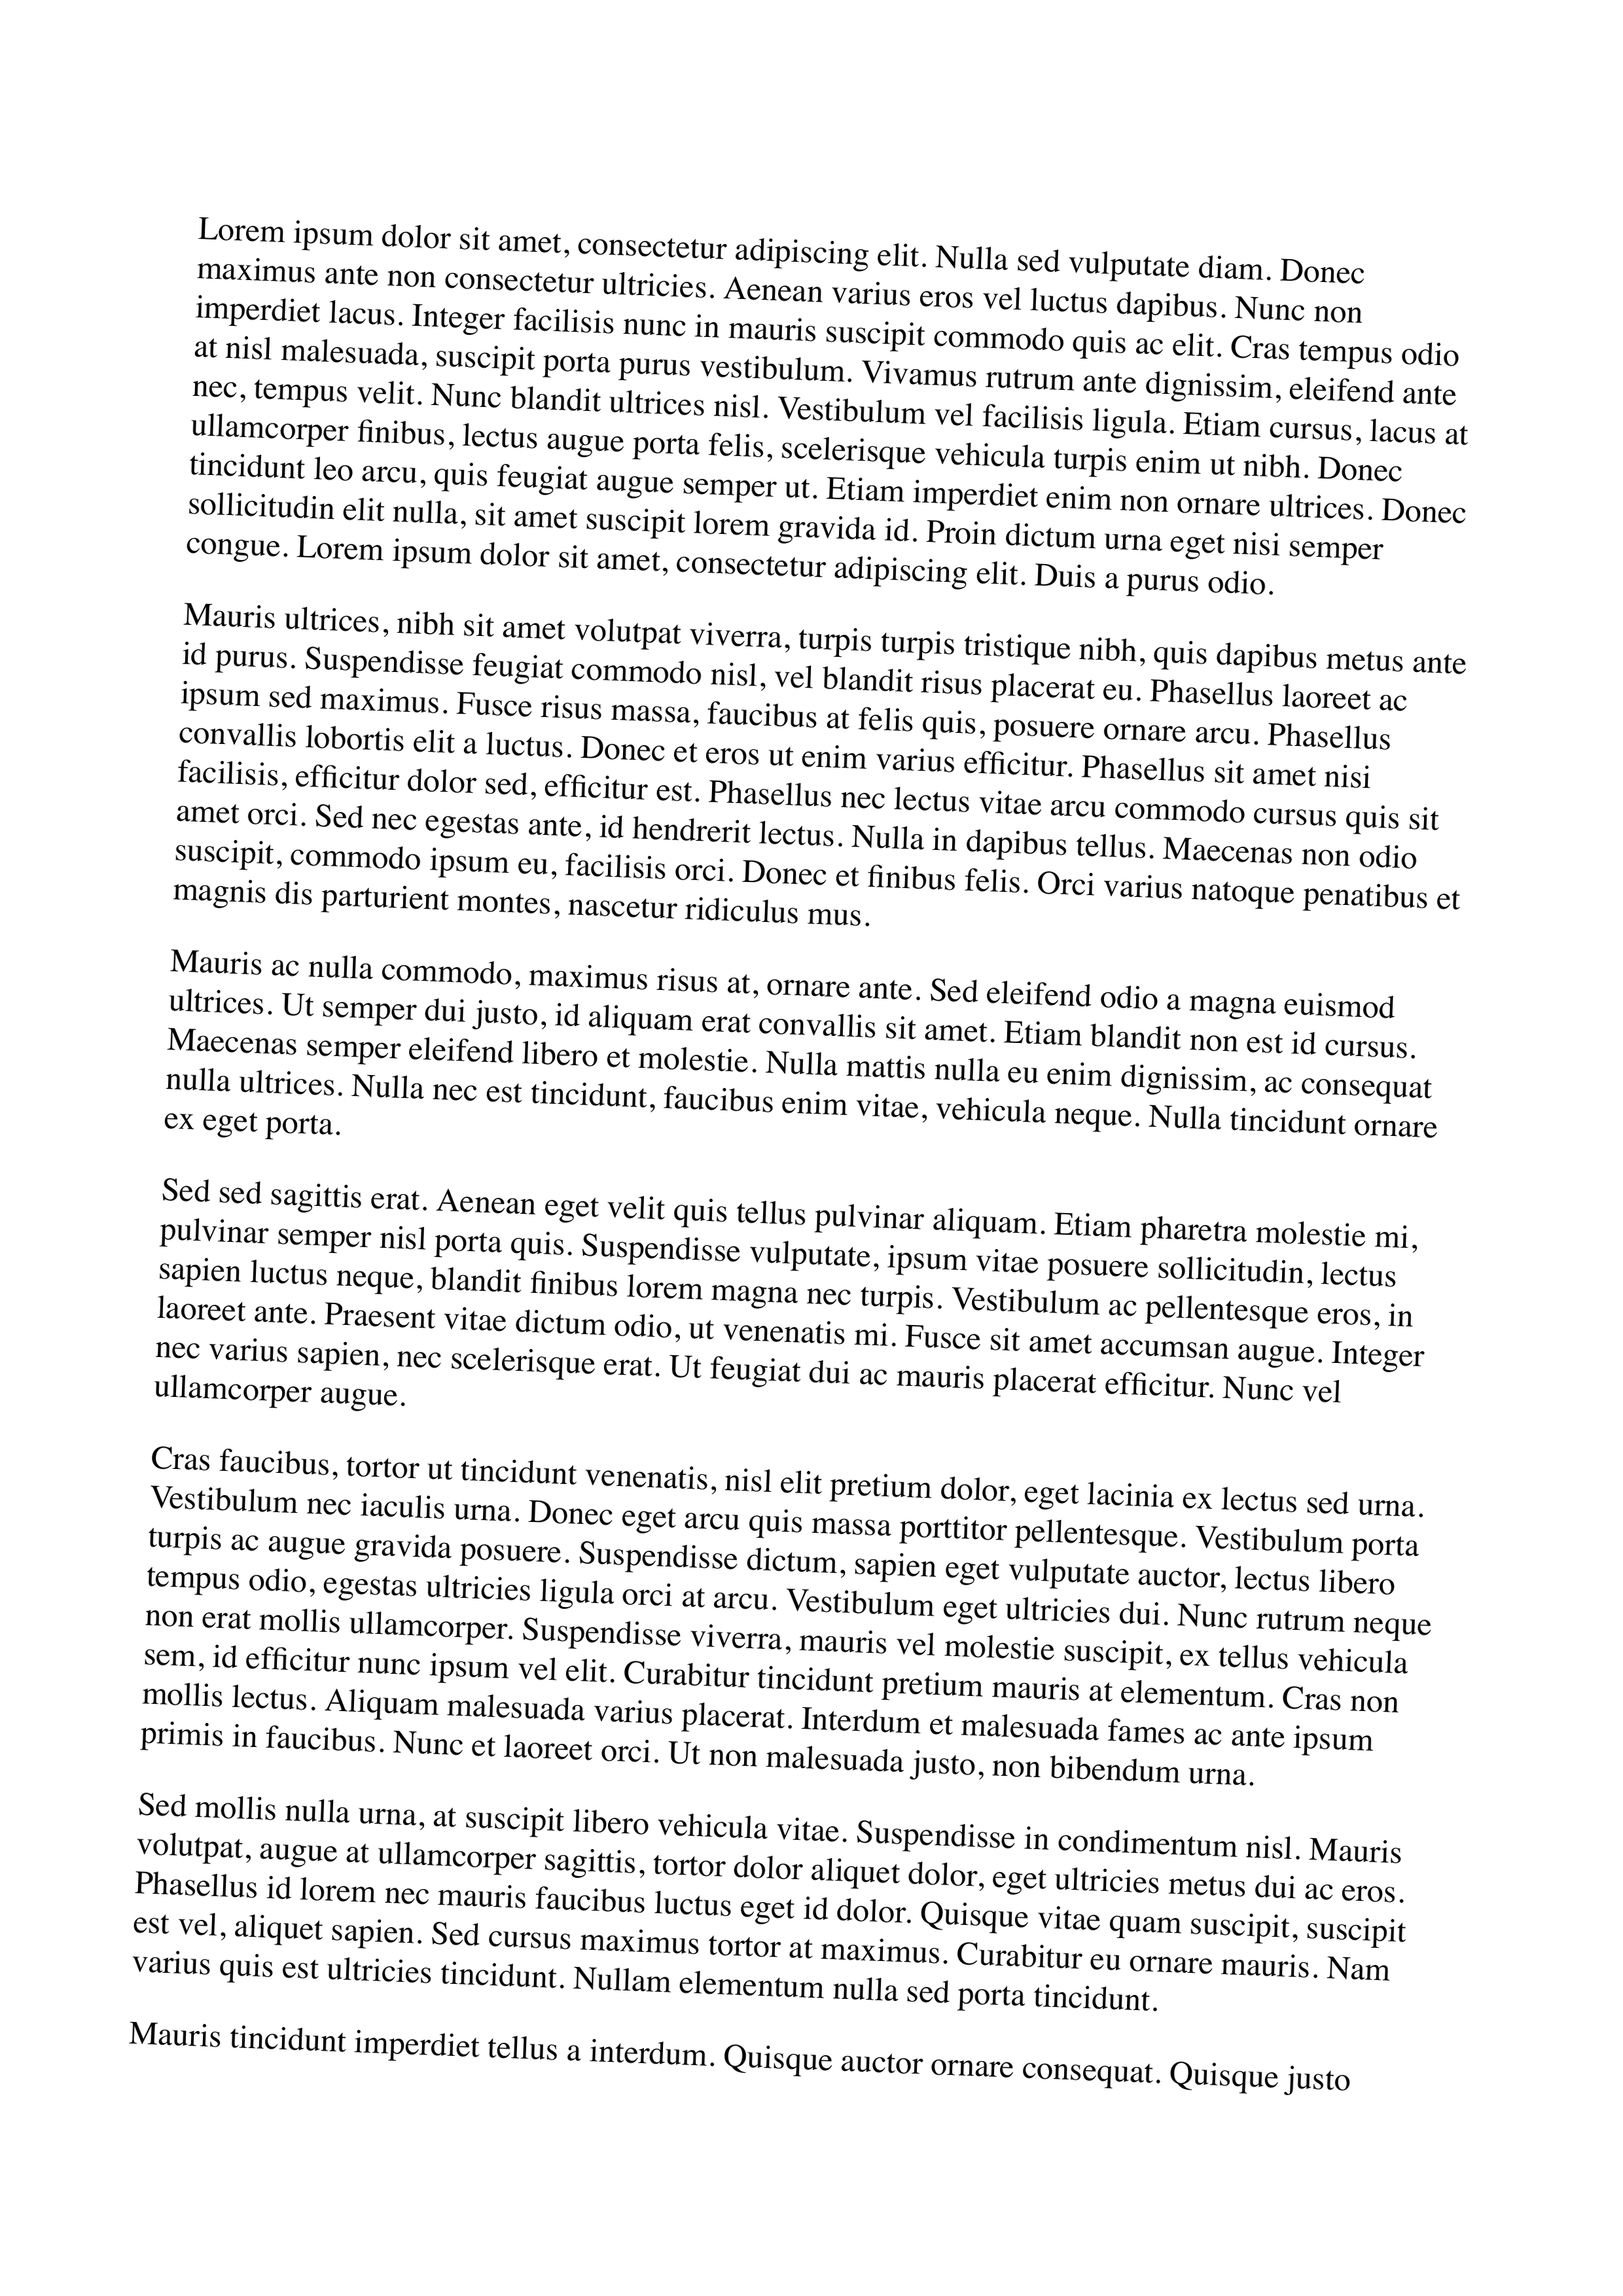 Lorem ipsum dolor sit amet, consectetur adipiscing elit. Nulla sed vulputate diam. Donec
maximus ante non consectetur ultricies. Aenean varius eros vel luctus dapibus. Nunc non
imperdiet lacus. Integer facilisis nunc in mauris suscipit commodo quis ac elit. Cras tempus odio
at nisl malesuada, suscipit porta purus vestibulum. Vivamus rutrum ante dignissim, eleifend ante
nec, tempus velit. Nunc blandit ultrices nisl. Vestibulum vel facilisis ligula. Etiam cursus, lacus at
ullamcorper finibus, lectus augue porta felis, scelerisque vehicula turpis enim ut nibh. Donec
tincidunt leo arcu, quis feugiat augue semper ut. Etiam imperdiet enim non ornare ultrices. Donec
sollicitudin elit nulla, sit amet suscipit lorem gravida id. Proin dictum urna eget nisi semper
congue. Lorem ipsum dolor sit amet, consectetur adipiscing elit. Duis a purus odio.
Mauris ultrices, nibh sit amet volutpat viverra, turpis turpis tristique nibh, quis dapibus metus ante
id purus. Suspendisse feugiat commodo nisl, vel blandit risus placerat eu. Phasellus laoreet ac
ipsum sed maximus. Fusce risus massa, faucibus at felis quis, posuere ornare arcu. Phasellus
convallis lobortis elit a luctus. Donec et eros ut enim varius efficitur. Phasellus sit amet nisi
facilisis, efficitur dolor sed, efficitur est. Phasellus nec lectus vitae arcu commodo cursus quis sit
amet orci. Sed nec egestas ante, id hendrerit lectus. Nulla in dapibus tellus. Maecenas non odio
suscipit, commodo ipsum eu, facilisis orci. Donec et finibus felis. Orci varius natoque penatibus et
magnis dis parturient montes, nascetur ridiculus mus.
Mauris ac nulla commodo, maximus risus at, ornare ante. Sed eleifend odio a magna euismod
ultrices. Ut semper dui justo, id aliquam erat convallis sit amet. Etiam blandit non est id cursus.
Maecenas semper eleifend libero et molestie. Nulla mattis nulla eu enim dignissim, ac consequat
nulla ultrices. Nulla nec est tincidunt, faucibus enim vitae, vehicula neque. Nulla tincidunt ornare
ex eget porta.
Sed sed sagittis erat. Aenean eget velit quis tellus pulvinar aliquam. Etiam pharetra molestie mi,
pulvinar semper nisl porta quis. Suspendisse vulputate, ipsum vitae posuere sollicitudin, lectus
sapien luctus neque, blandit finibus lorem magna nec turpis. Vestibulum ac pellentesque eros, in
laoreet ante. Praesent vitae dictum odio, ut venenatis mi. Fusce sit amet accumsan augue. Integer
nec varius sapien, nec scelerisque erat. Ut feugiat dui ac mauris placerat efficitur. Nunc vel
ullamcorper augue.
Cras faucibus, tortor ut tincidunt venenatis, nisl elit pretium dolor, eget lacinia ex lectus sed urna.
Vestibulum nec iaculis urna. Donec eget arcu quis massa porttitor pellentesque. Vestibulum porta
turpis ac augue gravida posuere. Suspendisse dictum, sapien eget vulputate auctor, lectus libero
tempus odio, egestas ultricies ligula orci at arcu. Vestibulum eget ultricies dui. Nunc rutrum neque
non erat mollis ullamcorper. Suspendisse viverra, mauris vel molestie suscipit, ex tellus vehicula
sem, id efficitur nunc ipsum vel elit. Curabitur tincidunt pretium mauris at elementum. Cras non
mollis lectus. Aliquam malesuada varius placerat. Interdum et malesuada fames ac ante ipsum
primis in faucibus. Nunc et laoreet orci. Ut non malesuada justo, non bibendum urna.
Sed mollis nulla urna, at suscipit libero vehicula vitae. Suspendisse in condimentum nisl. Mauris
volutpat, augue at ullamcorper sagittis, tortor dolor aliquet dolor, eget ultricies metus dui ac eros.
Phasellus id lorem nec mauris faucibus luctus eget id dolor. Quisque vitae quam suscipit, suscipit
est vel, aliquet sapien. Sed cursus maximus tortor at maximus. Curabitur eu ornare mauris. Nam
varius quis est ultricies tincidunt. Nullam elementum nulla sed porta tincidunt.
Mauris tincidunt imperdiet tellus a interdum. Quisque auctor ornare consequat. Quisque justo